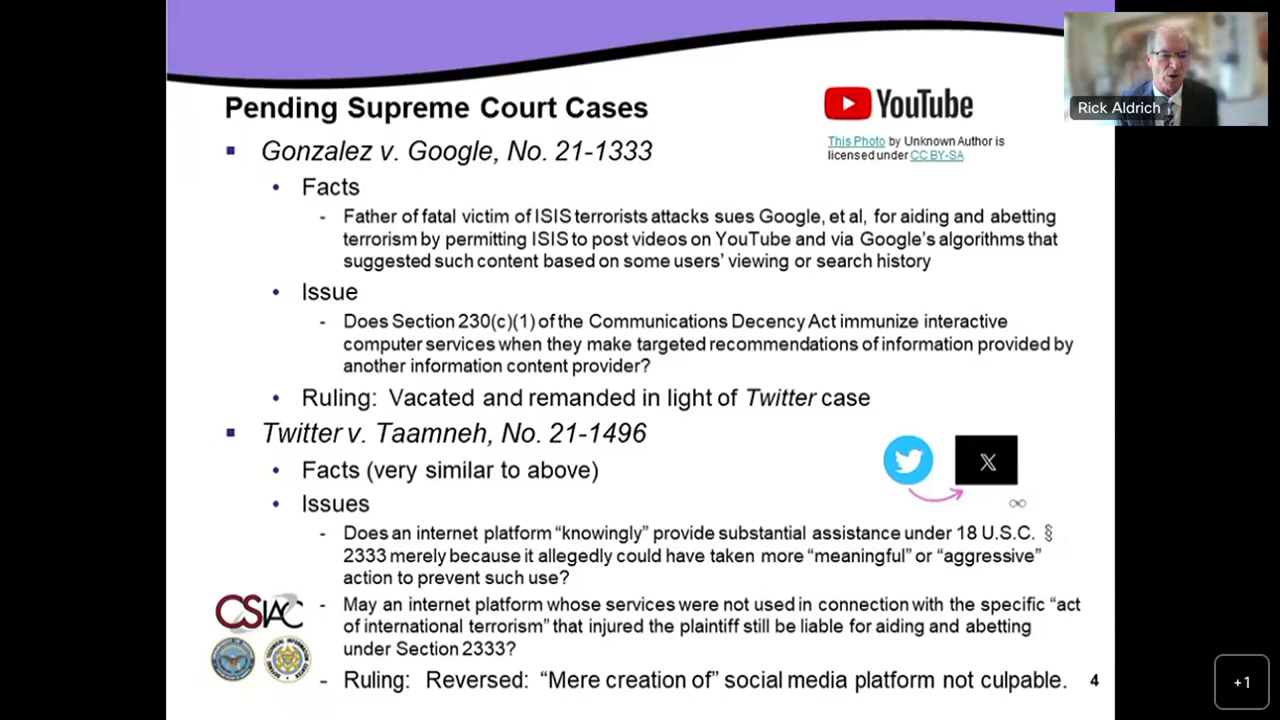 Pending Supreme Court Cases
YouTube
This Photo by Unknown Author is
licensed under CC BY-SA
Rick Aldrich
Gonzalez v. Google, No. 21-1333
Facts
Father of fatal victim of ISIS terrorists attacks sues Google, et al, for aiding and abetting
terrorism by permitting ISIS to post videos on YouTube and via Google's algorithms that
suggested such content based on some users' viewing or search history
Issue
Does Section 230(c)(1) of the Communications Decency Act immunize interactive
computer services when they make targeted recommendations of information provided by
another information content provider?
Ruling: Vacated and remanded in light of Twitter case
Twitter v. Taamneh, No. 21-1496
Facts (very similar to above)
Issues
Does an internet platform “knowingly” provide substantial assistance under 18 U.S.C. §
2333 merely because it allegedly could have taken more “meaningful” or “aggressive”
action to prevent such use?
May an internet platform whose services were not used in connection with the specific “act
of international terrorism” that injured the plaintiff still be liable for aiding and abetting
under Section 2333?
Ruling: Reversed: “Mere creation of” social media platform not culpable.
CSIAC
4
+1